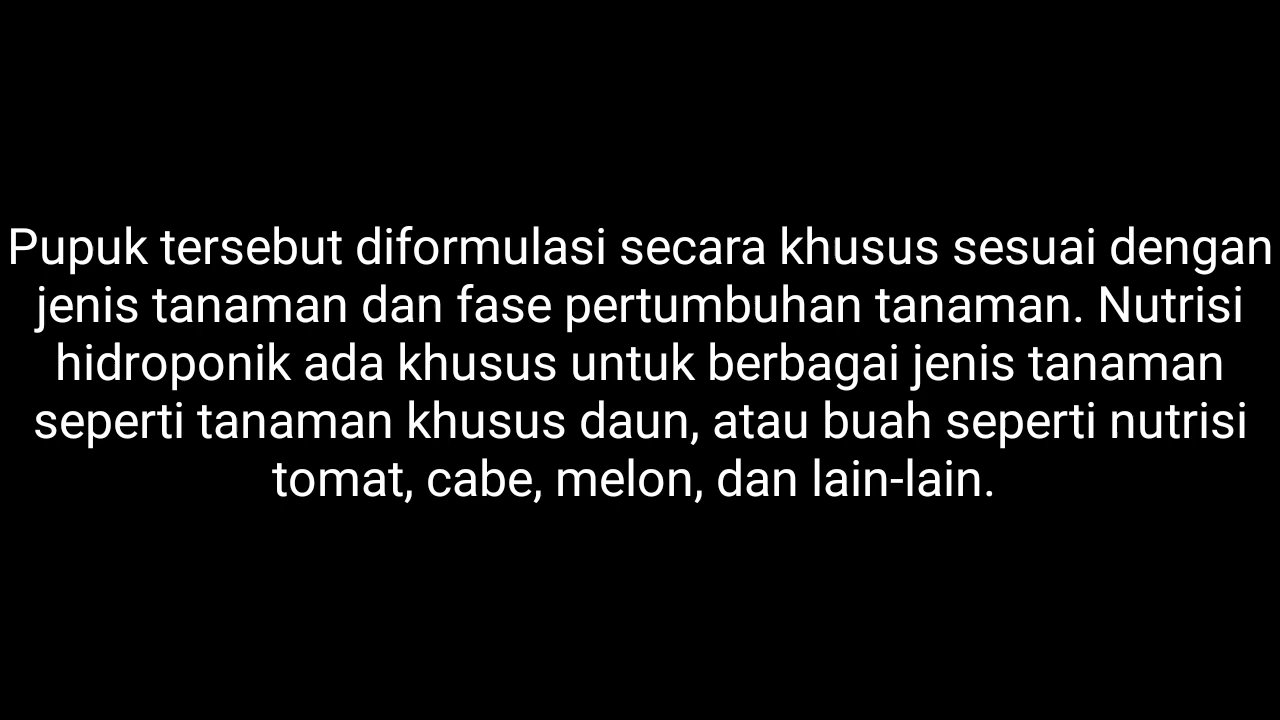 Pupuk tersebut diformulasi secara khusus sesuai dengan
jenis tanaman dan fase pertumbuhan tanaman. Nutrisi
hidroponik ada khusus untuk berbagai jenis tanaman
seperti tanaman khusus daun, atau buah seperti nutrisi
tomat, cabe, melon, dan lain-lain.